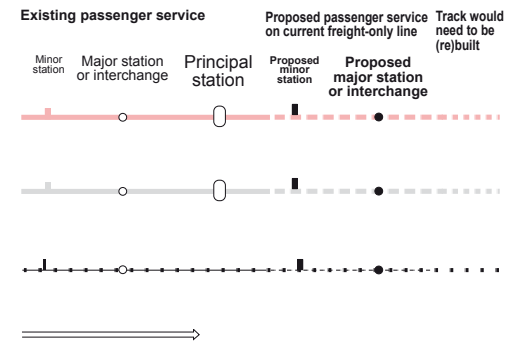 Existing passenger service
Proposed passenger service
on current freight-only line
Track would
need to be
(re)built
Minor
station
Major station
or interchange
Principal
station
Proposed
minor
station
Proposed
major station
or interchange